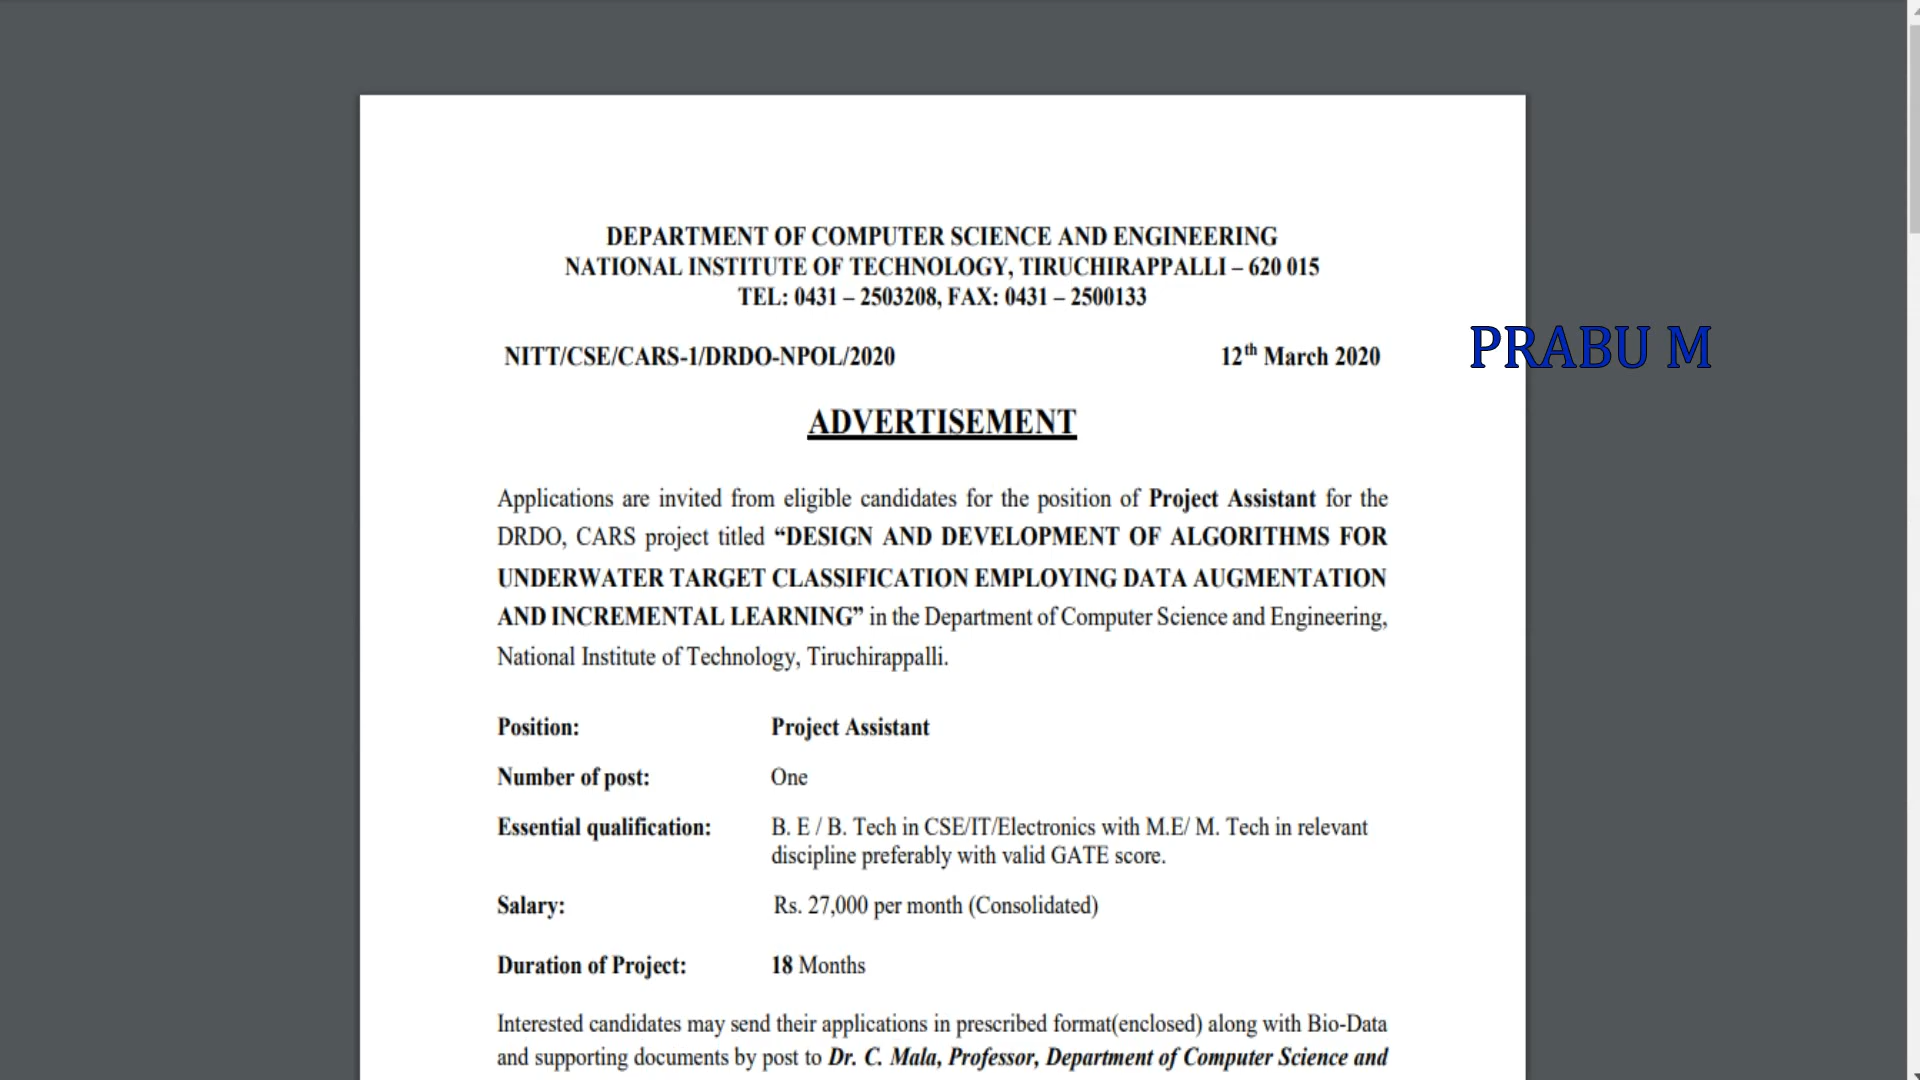 DEPARTMENT OF COMPUTER SCIENCE AND ENGINEERING
NATIONAL INSTITUTE OF TECHNOLOGY, TIRUCHIRAPPALLI – 620 015
TEL: 0431 – 2503208, FAX: 0431 – 2500133
NITT/CSE/CARS-1/DRDO-NPOL/2020 12th March 2020
PRABU M
ADVERTISEMENT
Applications are invited from eligible candidates for the position of Project Assistant for the
DRDO, CARS project titled “DESIGN AND DEVELOPMENT OF ALGORITHMS FOR
UNDERWATER TARGET CLASSIFICATION EMPLOYING DATA AUGMENTATION
AND INCREMENTAL LEARNING” in the Department of Computer Science and Engineering,
National Institute of Technology, Tiruchirappalli.
Position: Project Assistant
Number of post: One
Essential qualification: B. E / B. Tech in CSE/IT/Electronics with M.E/ M. Tech in relevant
discipline preferably with valid GATE score.
Salary: Rs. 27,000 per month (Consolidated)
Duration of Project: 18 Months
Interested candidates may send their applications in prescribed format(enclosed) along with Bio-Data
and supporting documents by post to Dr. C. Mala, Professor, Department of Computer Science and